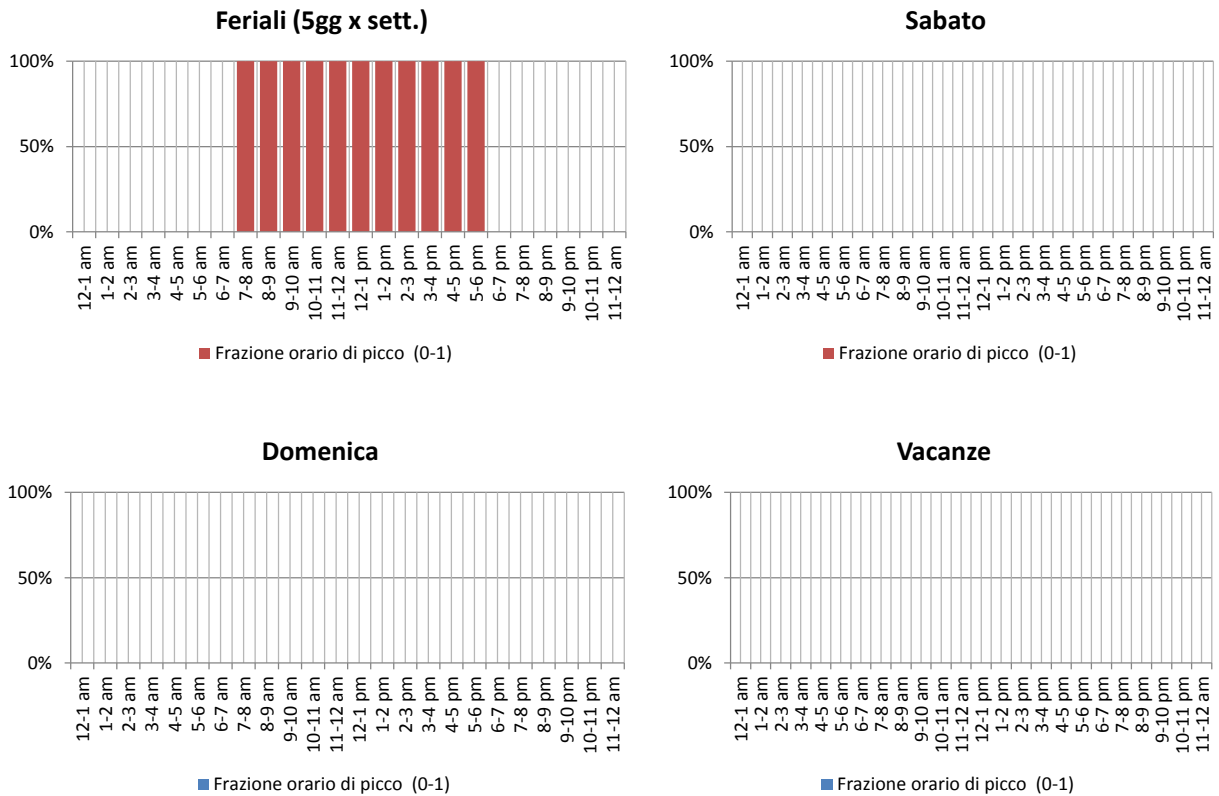 Feriali (5gg x sett.)
100%
50%
0%
12-1 am
1-2 am
2-3 am
3-4 am
4-5 am
5-6 am
6-7 am
7-8 am
8-9 am
9-10 am
10-11 am
11-12 am
12-1 pm
1-2 pm
2-3 pm
3-4 pm
4-5 pm
5-6 pm
6-7 pm
7-8 pm
8-9 pm
9-10 pm
10-11 pm
11-12 am
Frazione orario di picco (0-1)
Sabato
100%
50%
0%
12-1 am
1-2 am
2-3 am
3-4 am
4-5 am
5-6 am
6-7 am
7-8 am
8-9 am
9-10 am
10-11 am
11-12 am
12-1 pm
1-2 pm
2-3 pm
3-4 pm
4-5 pm
5-6 pm
6-7 pm
7-8 pm
8-9 pm
9-10 pm
10-11 pm
11-12 am
Frazione orario di picco (0-1)
Domenica
100%
50%
0%
12-1 am
1-2 am
2-3 am
3-4 am
4-5 am
5-6 am
6-7 am
7-8 am
8-9 am
9-10 am
10-11 am
11-12 am
12-1 pm
1-2 pm
2-3 pm
3-4 pm
4-5 pm
5-6 pm
6-7 pm
7-8 pm
8-9 pm
9-10 pm
10-11 pm
11-12 am
Frazione orario di picco (0-1)
Vacanze
100%
50%
0%
12-1 am
1-2 am
2-3 am
3-4 am
4-5 am
5-6 am
6-7 am
7-8 am
8-9 am
9-10 am
10-11 am
11-12 am
12-1 pm
1-2 pm
2-3 pm
3-4 pm
4-5 pm
5-6 pm
6-7 pm
7-8 pm
8-9 pm
9-10 pm
10-11 pm
11-12 am
Frazione orario di picco (0-1)